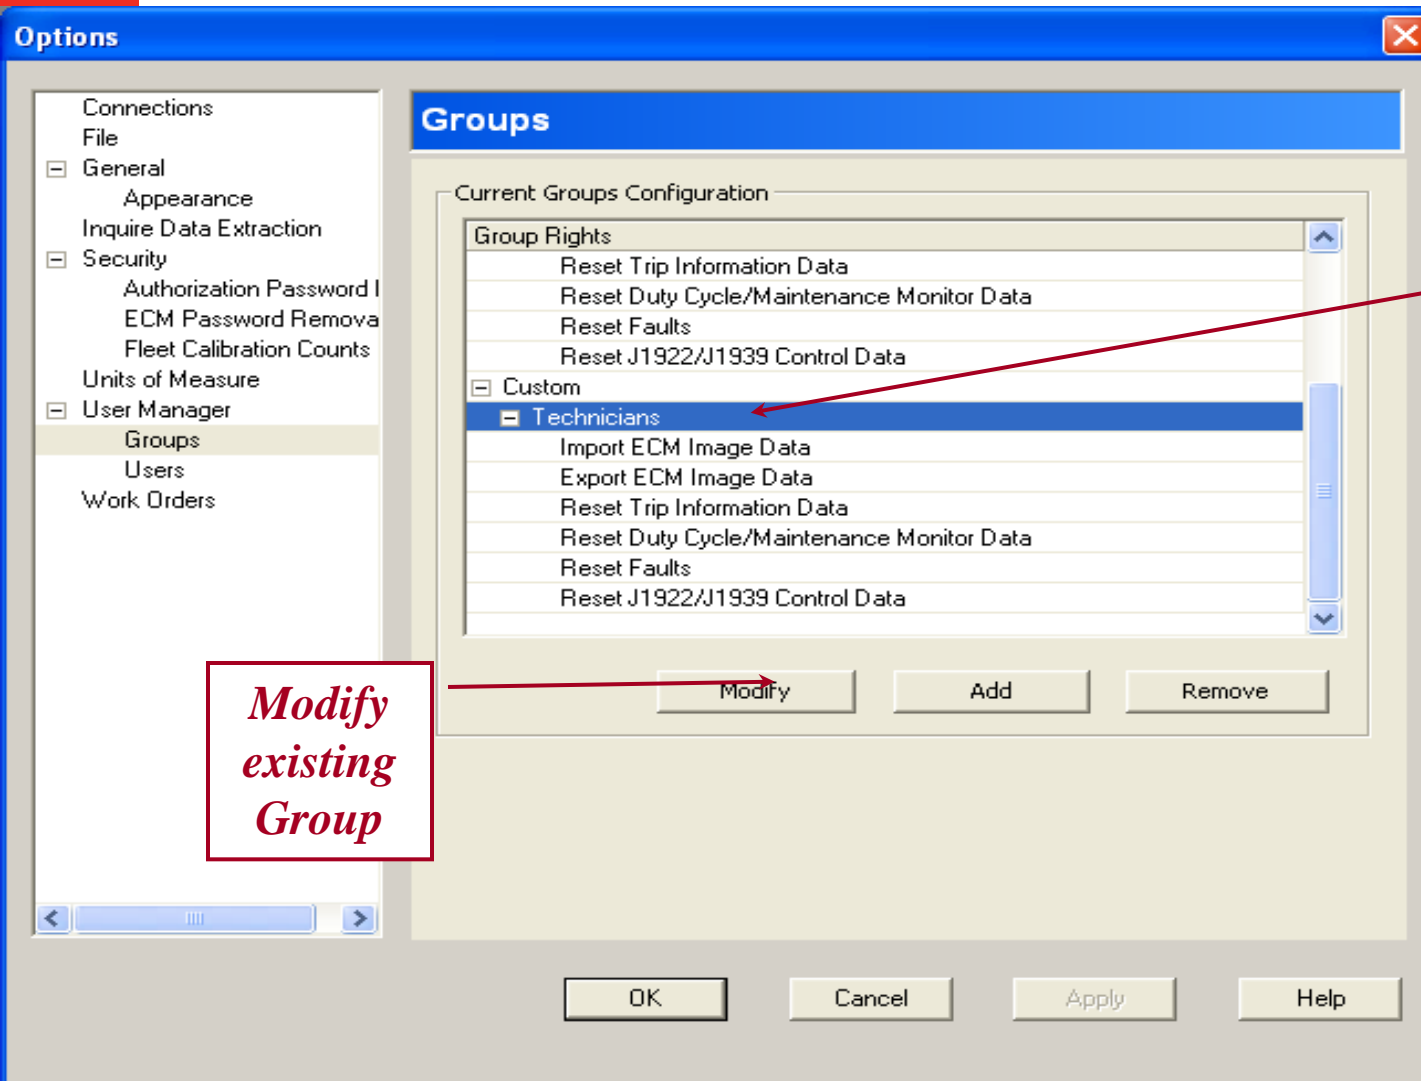 Options
Connections
File
General
Appearance
Inquire Data Extraction
Security
Authorization Password I
ECM Password Remova
Fleet Calibration Counts
Units of Measure
User Manager
Groups
Users
Work Orders
Groups
Current Groups Configuration
Group Rights
Reset Trip Information Data
Reset Duty Cycle/Maintenance Monitor Data
Reset Faults
Reset J1922/J1939 Control Data
Custom
Technicians
Import ECM Image Data
Export ECM Image Data
Reset Trip Information Data
Reset Duty Cycle/Maintenance Monitor Data
Reset Faults
Reset J1922/J1939 Control Data
Modify
Add
Remove
Modify
existing
Group
OK
Cancel
Apply
Help